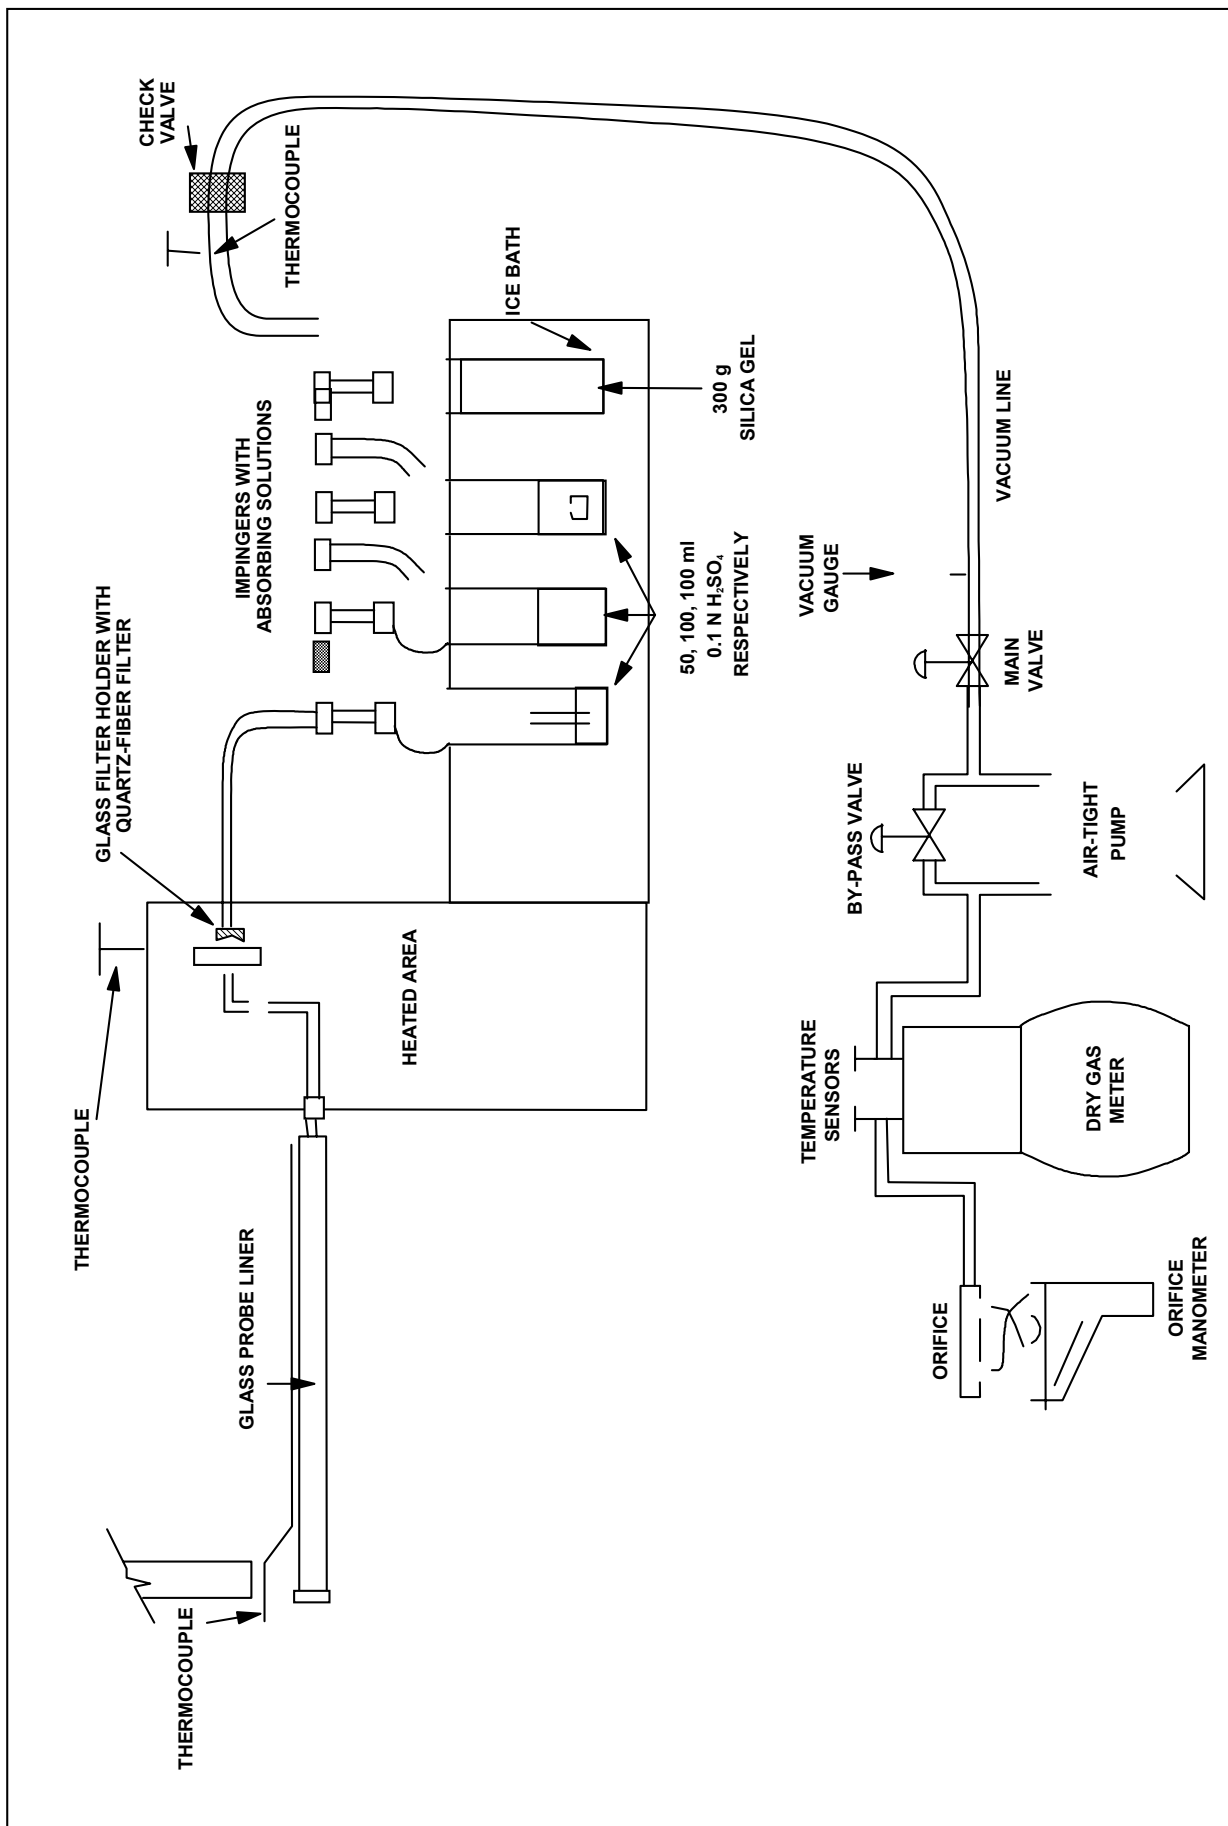 THERMOCOUPLE
GLASS PROBE LINER
THERMOCOUPLE
GLASS FILTER HOLDER WITH
QUARTZ-FIBER FILTER
HEATED AREA
IMPINGERS WITH
ABSORBING SOLUTIONS
CHECK
VALVE
THERMOCOUPLE
ICE BATH
50, 100, 100 ml
0.1 N H₂SO₄
RESPECTIVELY
300 g
SILICA GEL
ORIFICE
ORIFICE
MANOMETER
TEMPERATURE
SENSORS
DRY GAS
METER
BY-PASS VALVE
AIR-TIGHT
PUMP
VACUUM
GAUGE
MAIN
VALVE
VACUUM LINE